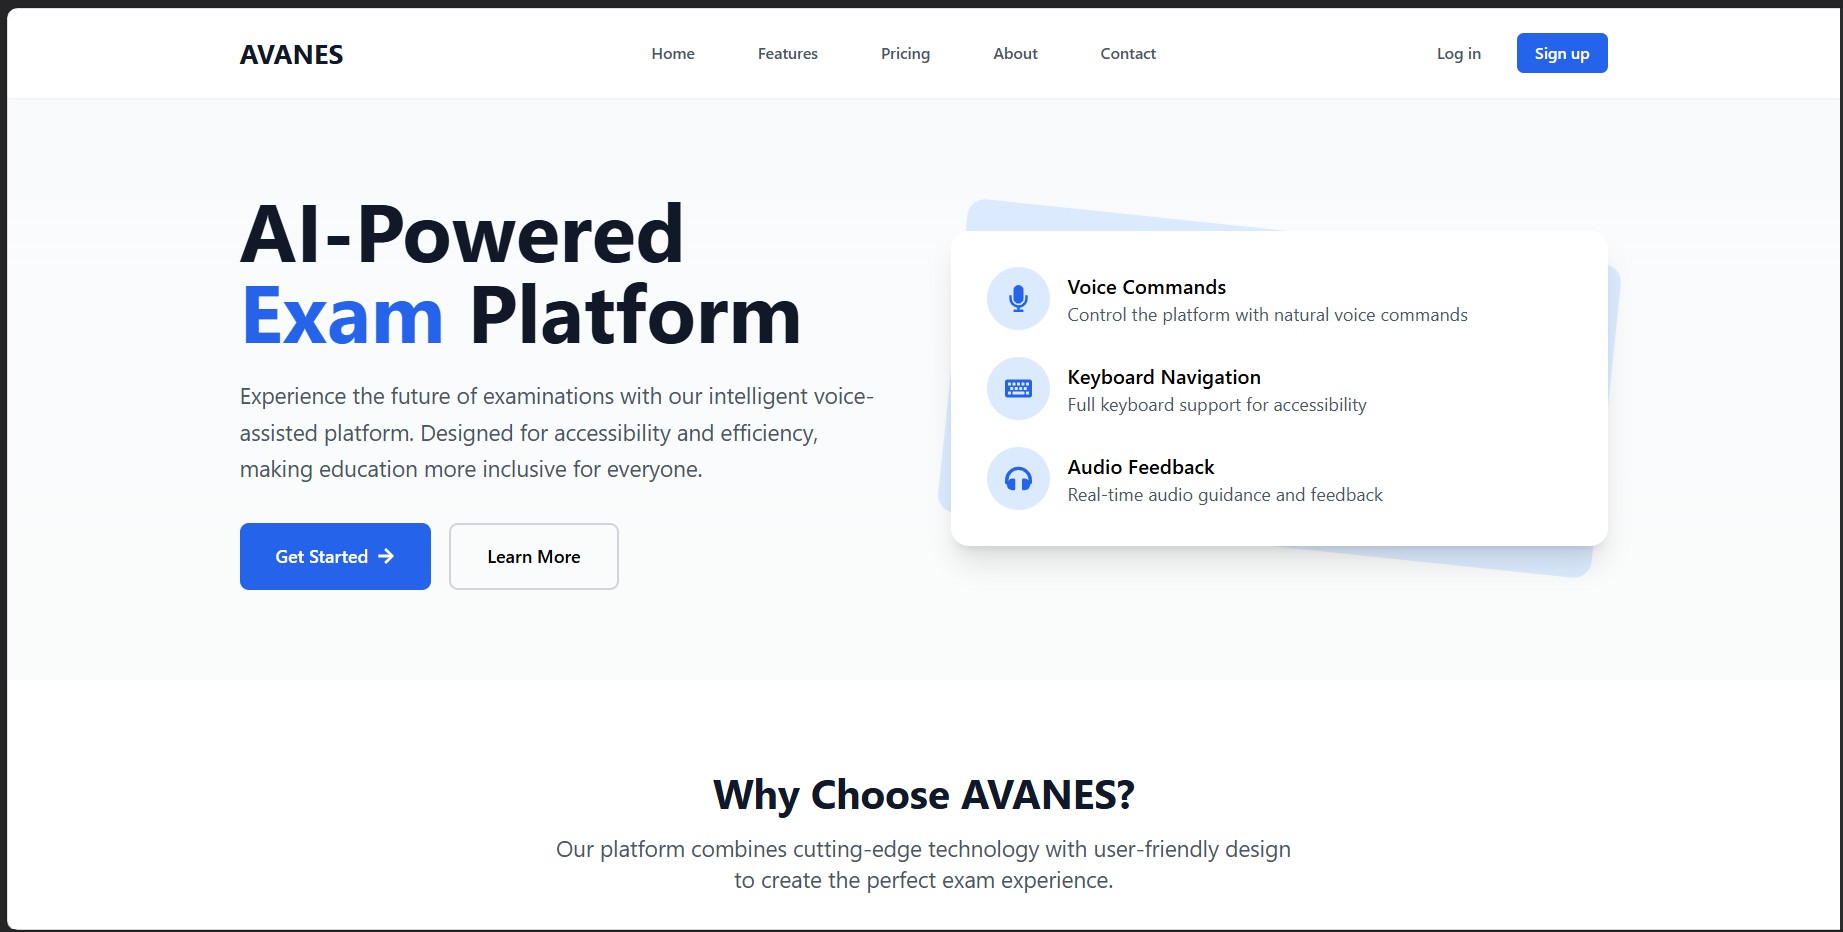 AVANES
Home
Features
Pricing
About
Contact
Log in
Sign up
AI-Powered
Exam Platform
Experience the future of examinations with our intelligent voice-
assisted platform. Designed for accessibility and efficiency,
making education more inclusive for everyone.
Get Started
Learn More
Voice Commands
Control the platform with natural voice commands
Keyboard Navigation
Full keyboard support for accessibility
Audio Feedback
Real-time audio guidance and feedback
Why Choose AVANES?
Our platform combines cutting-edge technology with user-friendly design
to create the perfect exam experience.